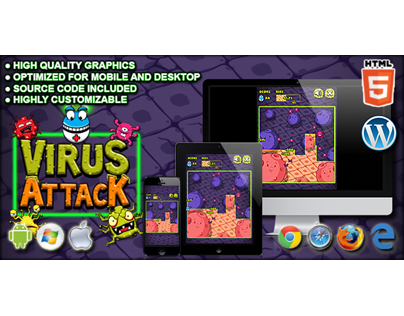 • HIGH QUALITY GRAPHICS
• OPTIMIZED FOR MOBILE AND DESKTOP
• SOURCE CODE INCLUDED
• HIGHLY CUSTOMIZABLE
VIRUS
ATTACK
HTML
5